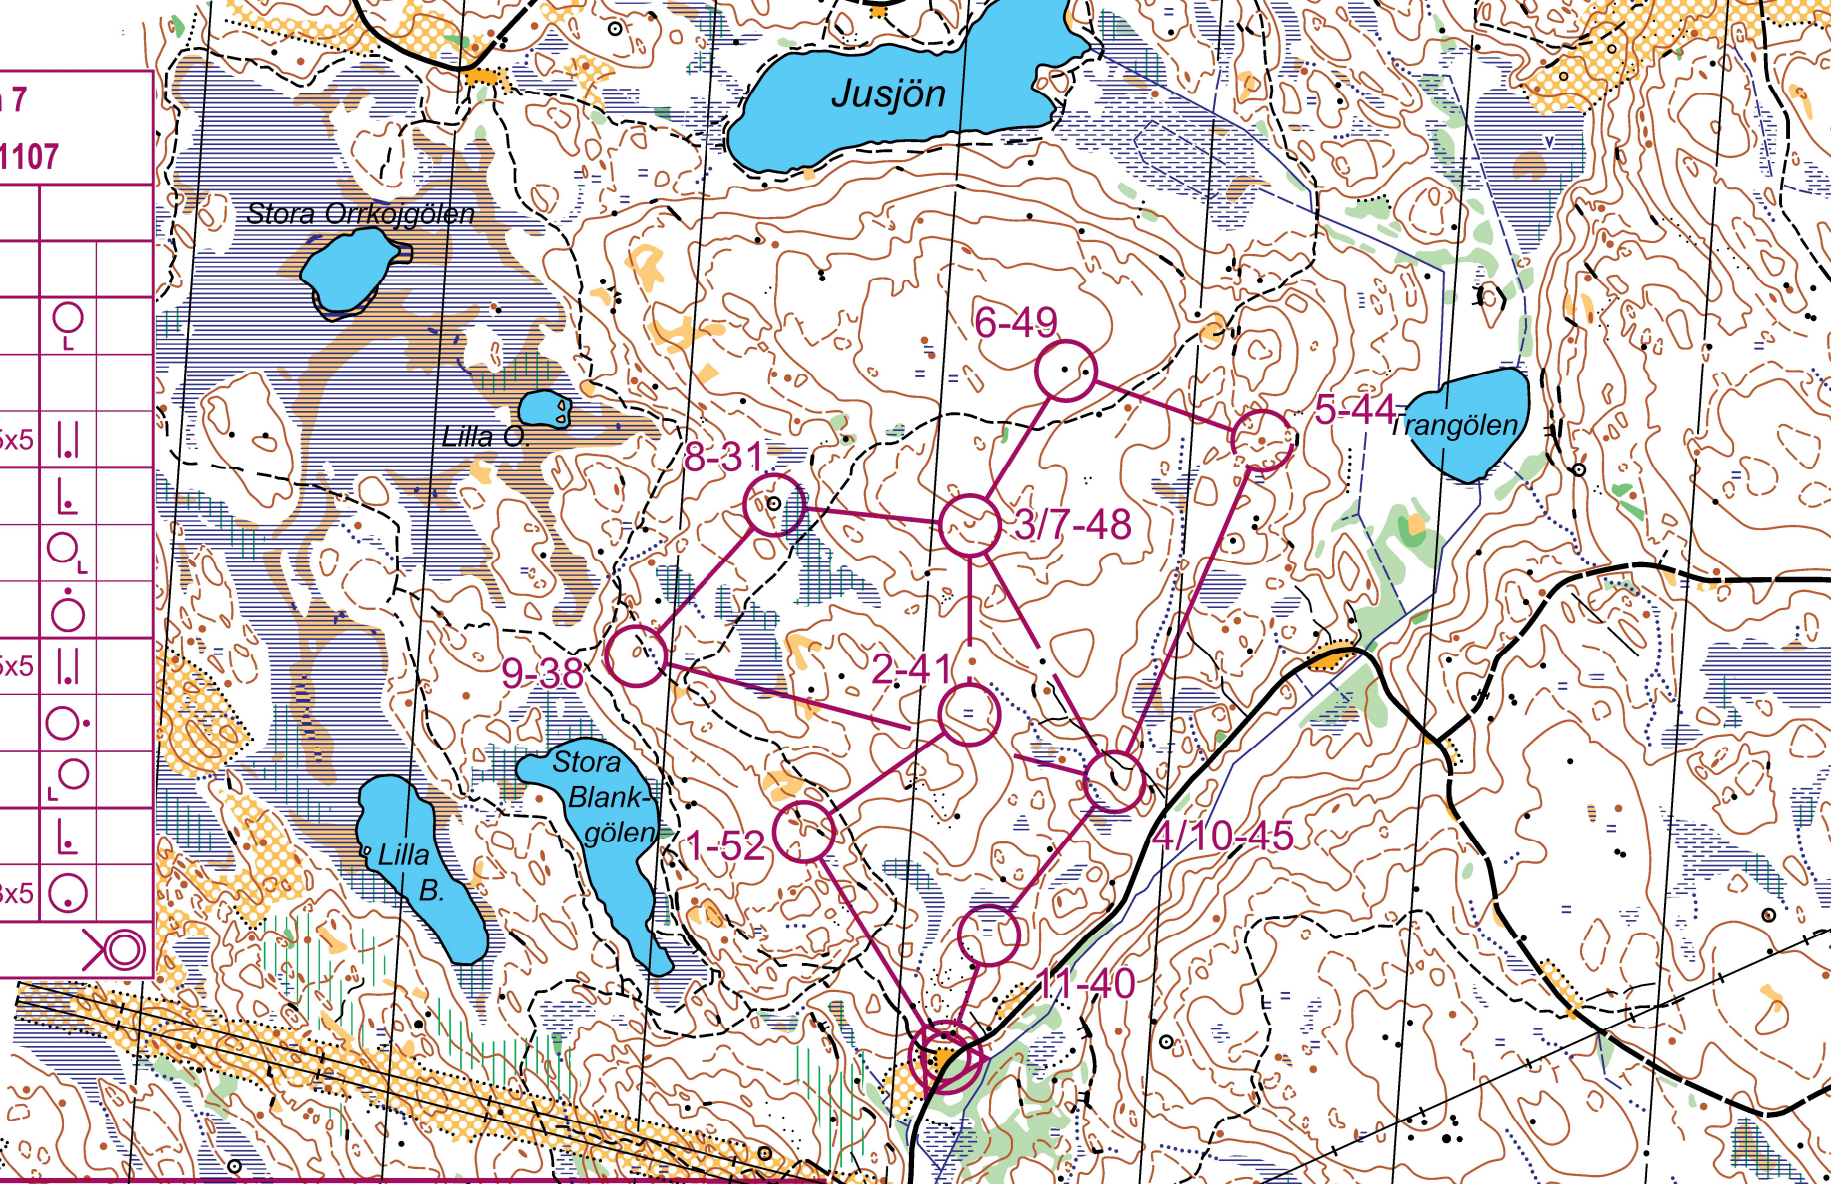 7
1107
5x5
5x5
3x5
Jusjön
Stora Orrkojgölen
Lilla O.
Trangölen
Stora
Blank-
gölen
Lilla
B.
6-49
5-44
8-31
3/7-48
9-38
2-41
1-52
4/10-45
11-40